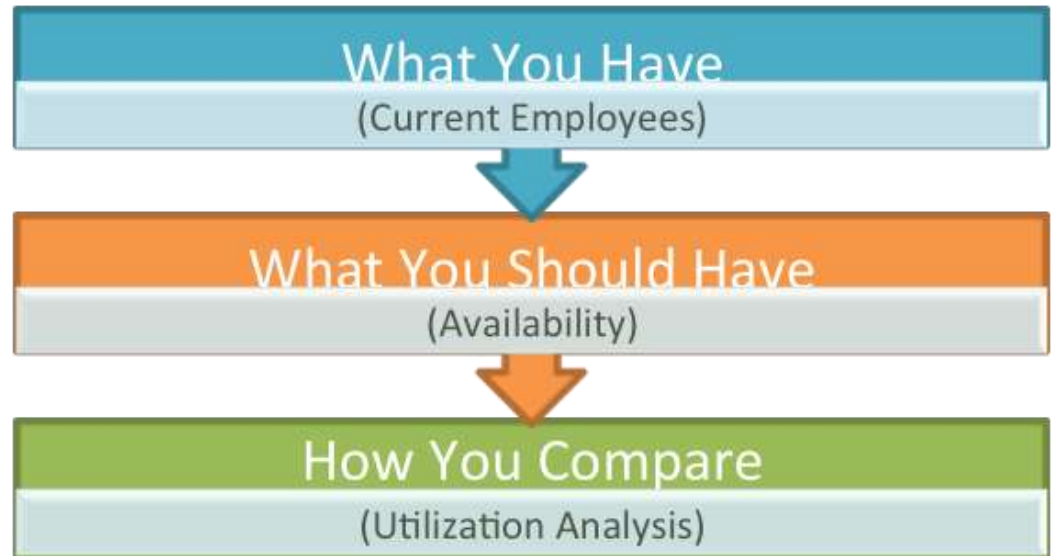 What You Have
(Current Employees)
What You Should Have
(Availability)
How You Compare
(Utilization Analysis)